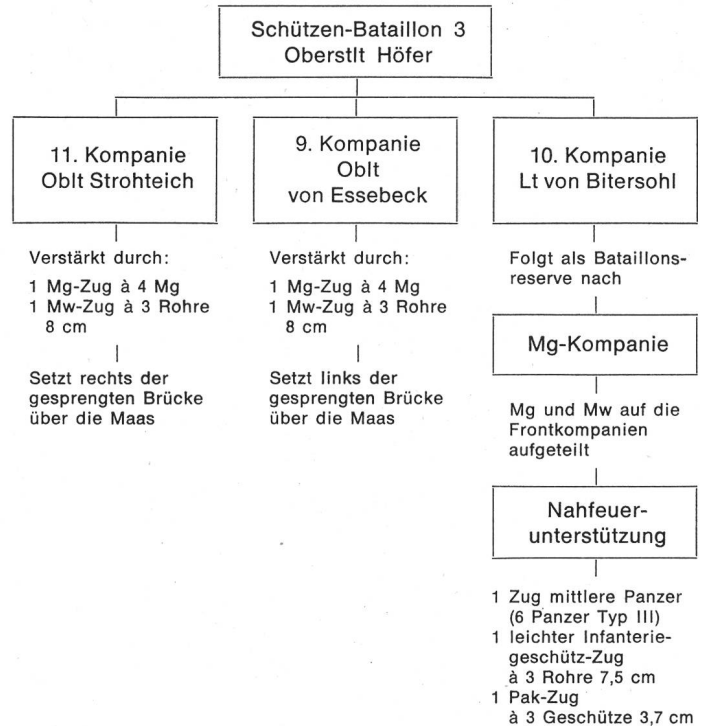 Schützen-Bataillon 3
Oberstlt Höfer
11. Kompanie
Oblt Strohteich
Verstärkt durch:
1 Mg-Zug à 4 Mg
1 Mw-Zug à 3 Rohre
8 cm
Setzt rechts der
gesprengten Brücke
über die Maas
9. Kompanie
Oblt
von Essebeck
Verstärkt durch:
1 Mg-Zug à 4 Mg
1 Mw-Zug à 3 Rohre
8 cm
Setzt links der
gesprengten Brücke
über die Maas
10. Kompanie
Lt von Bitersohl
Folgt als Bataillons-
reserve nach
Mg-Kompanie
Mg und Mw auf die
Frontkompanien
aufgeteilt
Nahfeuer-
unterstützung
1 Zug mittlere Panzer
(6 Panzer Typ III)
1 leichter Infanterie-
geschütz-Zug
à 3 Rohre 7,5 cm
1 Pak-Zug
à 3 Geschütze 3,7 cm